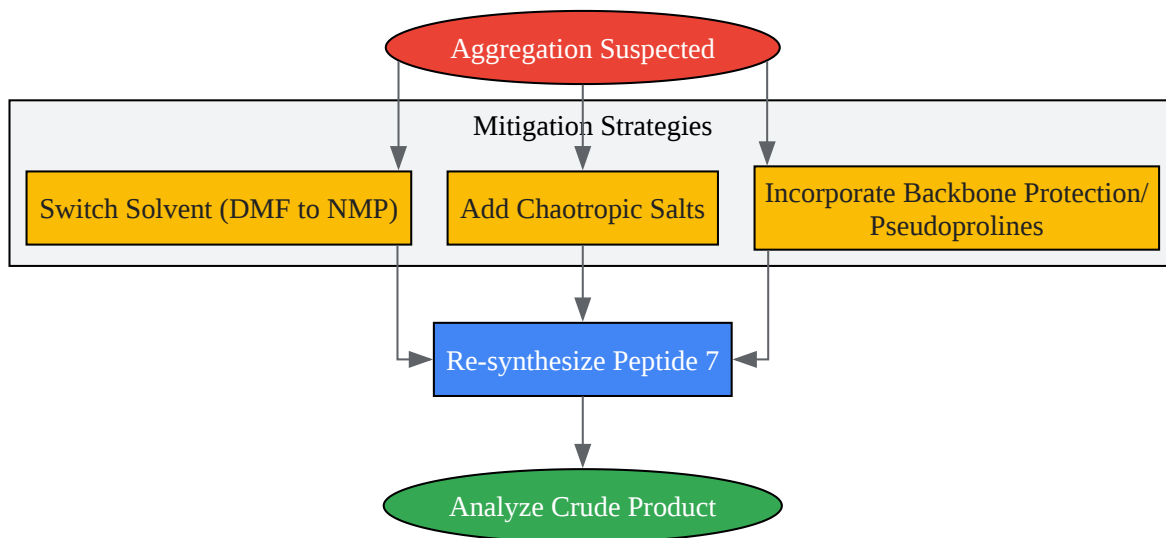 Aggregation Suspected
Mitigation Strategies
Switch Solvent (DMF to NMP)
Add Chaotropic Salts
Incorporate Backbone Protection/
Pseudoprolines
Re-synthesize Peptide 7
Analyze Crude Product